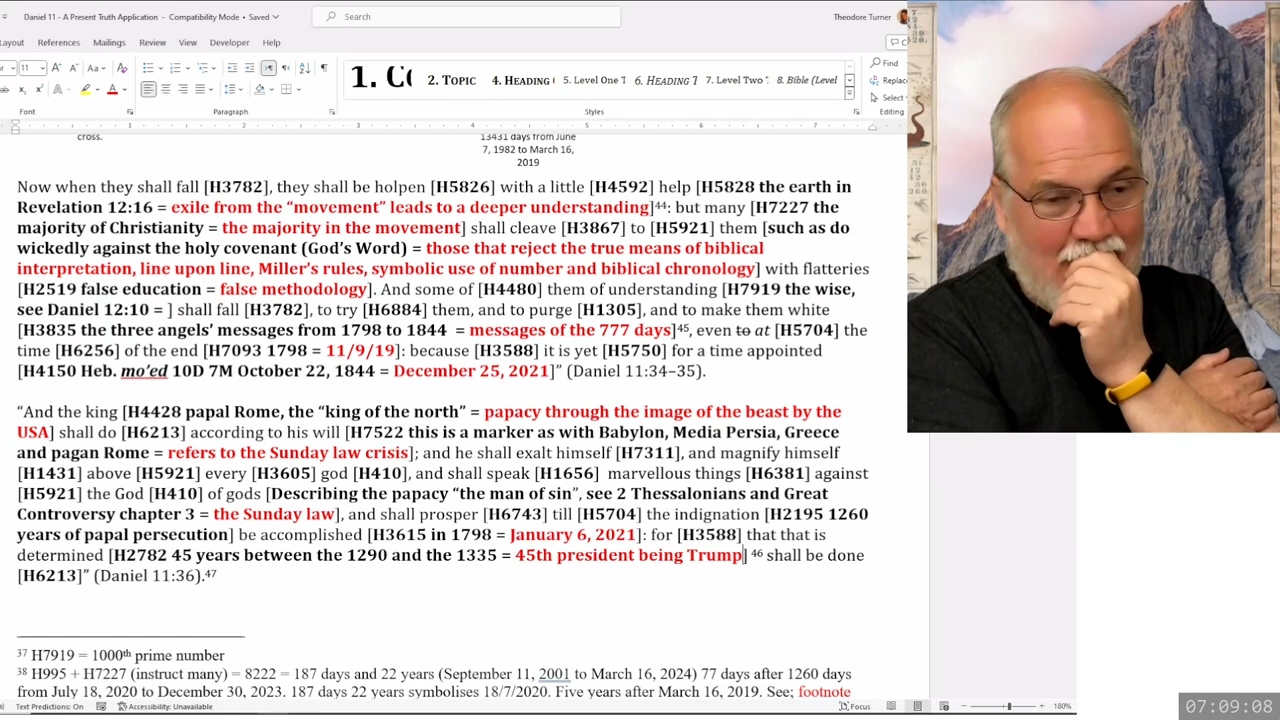 Daniel 11 - A Present Truth Application - Compatibility Mode • Saved
Search
Theodore Turner
Layout References Mailings Review View Developer Help
11 Aa
1. Co 2. TOPIC 4. HEADING 5. Level One T 6. HEADING T 7. Level Two 8. Bible (Level
Find
Replace
Select
Font Paragraph Styles Editing
1 2 3 4 5 6 7
cross.
13431 days from June
7, 1982 to March 16,
2019
Now when they shall fall [H3782], they shall be holpen [H5826] with a little [H4592] help [H5828 the earth in
Revelation 12:16 = exile from the “movement” leads to a deeper understanding]44: but many [H7227 the
majority of Christianity = the majority in the movement] shall cleave [H3867] to [H5921] them [such as do
wickedly against the holy covenant (God’s Word) = those that reject the true means of biblical
interpretation, line upon line, Miller’s rules, symbolic use of number and biblical chronology] with flatteries
[H2519 false education = false methodology]. And some of [H4480] them of understanding [H7919 the wise,
see Daniel 12:10 = ] shall fall [H3782], to try [H6884] them, and to purge [H1305], and to make them white
[H3835 the three angels’ messages from 1798 to 1844 = messages of the 777 days]45, even to at [H5704] the
time [H6256] of the end [H7093 1798 = 11/9/19]: because [H3588] it is yet [H5750] for a time appointed
[H4150 Heb. mo’ed 10D 7M October 22, 1844 = December 25, 2021]” (Daniel 11:34–35).
“And the king [H4428 papal Rome, the “king of the north” = papacy through the image of the beast by the
USA] shall do [H6213] according to his will [H7522 this is a marker as with Babylon, Media Persia, Greece
and pagan Rome = refers to the Sunday law crisis]; and he shall exalt himself [H7311], and magnify himself
[H1431] above [H5921] every [H3605] god [H410], and shall speak [H1656] marvellous things [H6381] against
[H5921] the God [H410] of gods [Describing the papacy “the man of sin”, see 2 Thessalonians and Great
Controversy chapter 3 = the Sunday law], and shall prosper [H6743] till [H5704] the indignation [H2195 1260
years of papal persecution] be accomplished [H3615 in 1798 = January 6, 2021]: for [H3588] that that is
determined [H2782 45 years between the 1290 and the 1335 = 45th president being Trump] 46 shall be done
[H6213]” (Daniel 11:36).47
37 H7919 = 1000th prime number
38 H995 + H7227 (instruct many) = 8222 = 187 days and 22 years (September 11, 2001 to March 16, 2024) 77 days after 1260 days
from July 18, 2020 to December 30, 2023. 187 days 22 years symbolises 18/7/2020. Five years after March 16, 2019. See; footnote
Text Predictions: On Accessibility: Unavailable Focus 180%
07:09:08